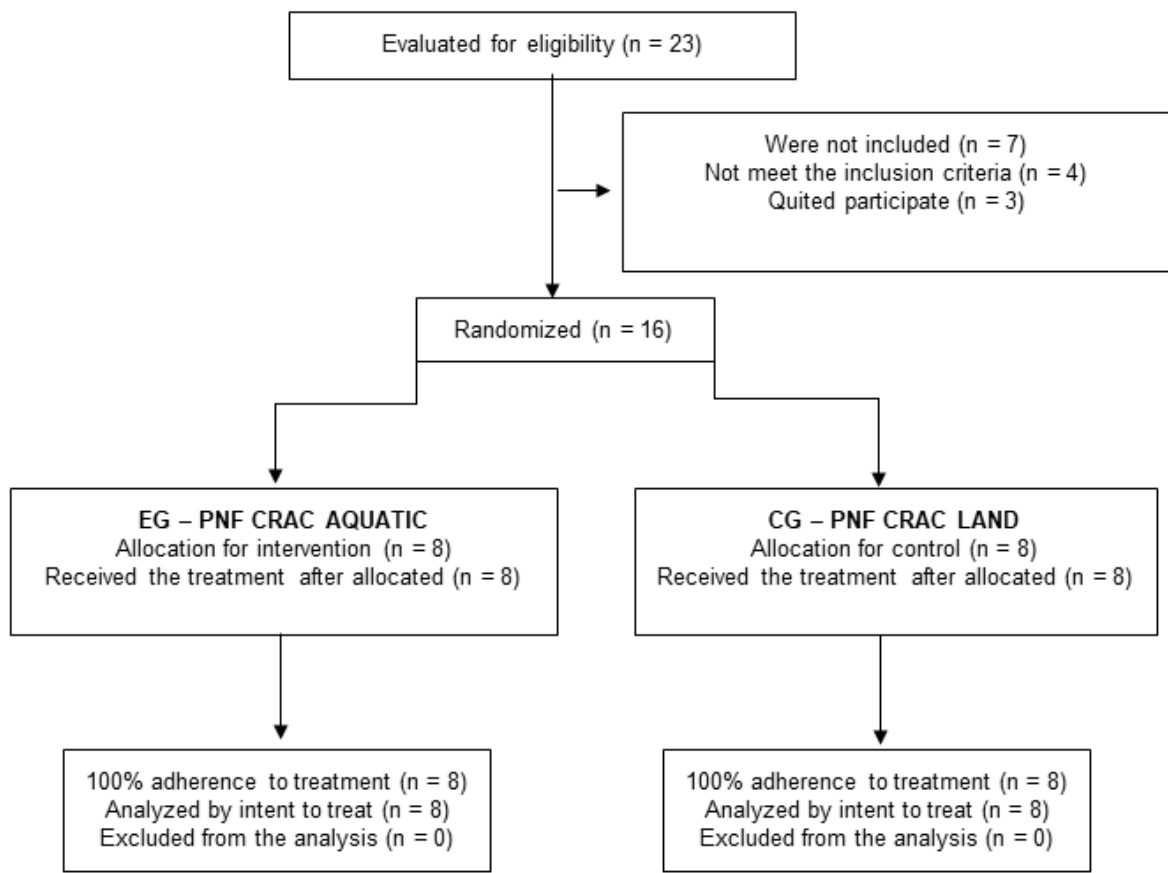 Evaluated for eligibility (n = 23)
Were not included (n = 7)
Not meet the inclusion criteria (n = 4)
Quited participate (n = 3)
Randomized (n = 16)
EG – PNF CRAC AQUATIC
Allocation for intervention (n = 8)
Received the treatment after allocated (n = 8)
CG – PNF CRAC LAND
Allocation for control (n = 8)
Received the treatment after allocated (n = 8)
100% adherence to treatment (n = 8)
Analyzed by intent to treat (n = 8)
Excluded from the analysis (n = 0)
100% adherence to treatment (n = 8)
Analyzed by intent to treat (n = 8)
Excluded from the analysis (n = 0)